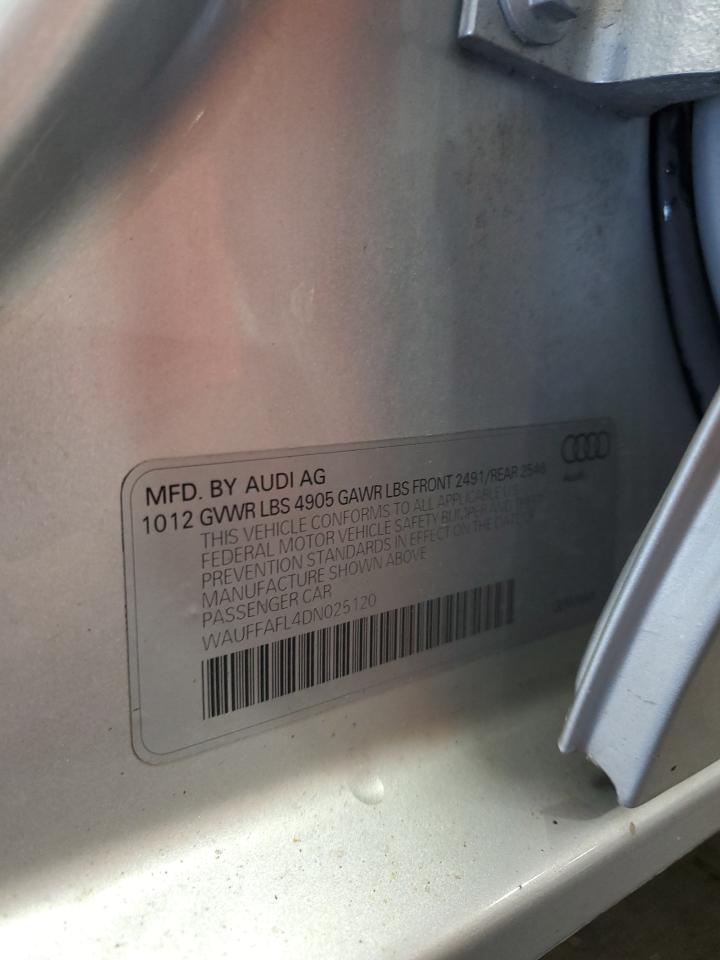 MFD. BY AUDI AG
1012 GVWR LBS 4905 GAWR LBS FRONT 2491/REAR 2546
THIS VEHICLE CONFORMS TO ALL APPLICABLE U.S.
FEDERAL MOTOR VEHICLE SAFETY BUMPER AND THEFT
PREVENTION STANDARDS IN EFFECT ON THE DATE OF
MANUFACTURE SHOWN ABOVE
PASSENGER CAR
WAUFFAFL4DN025120
Audi